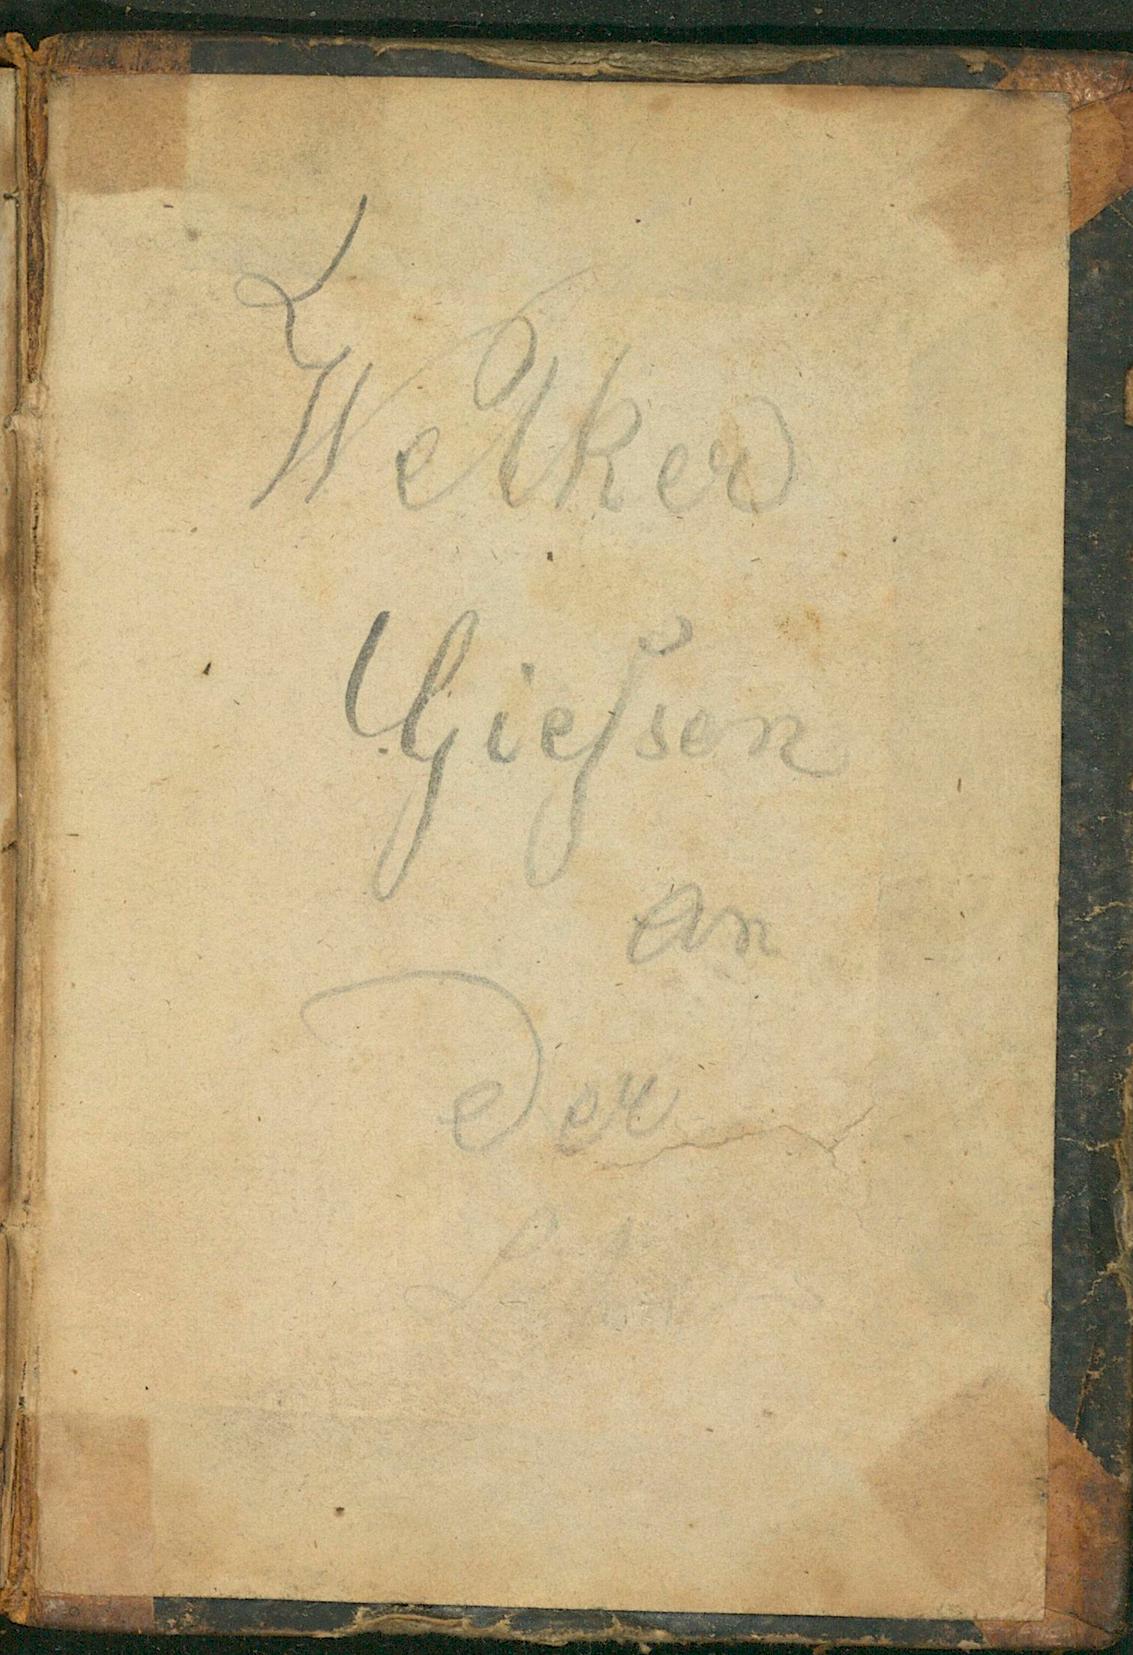 Welker
Gieſsen
an
der